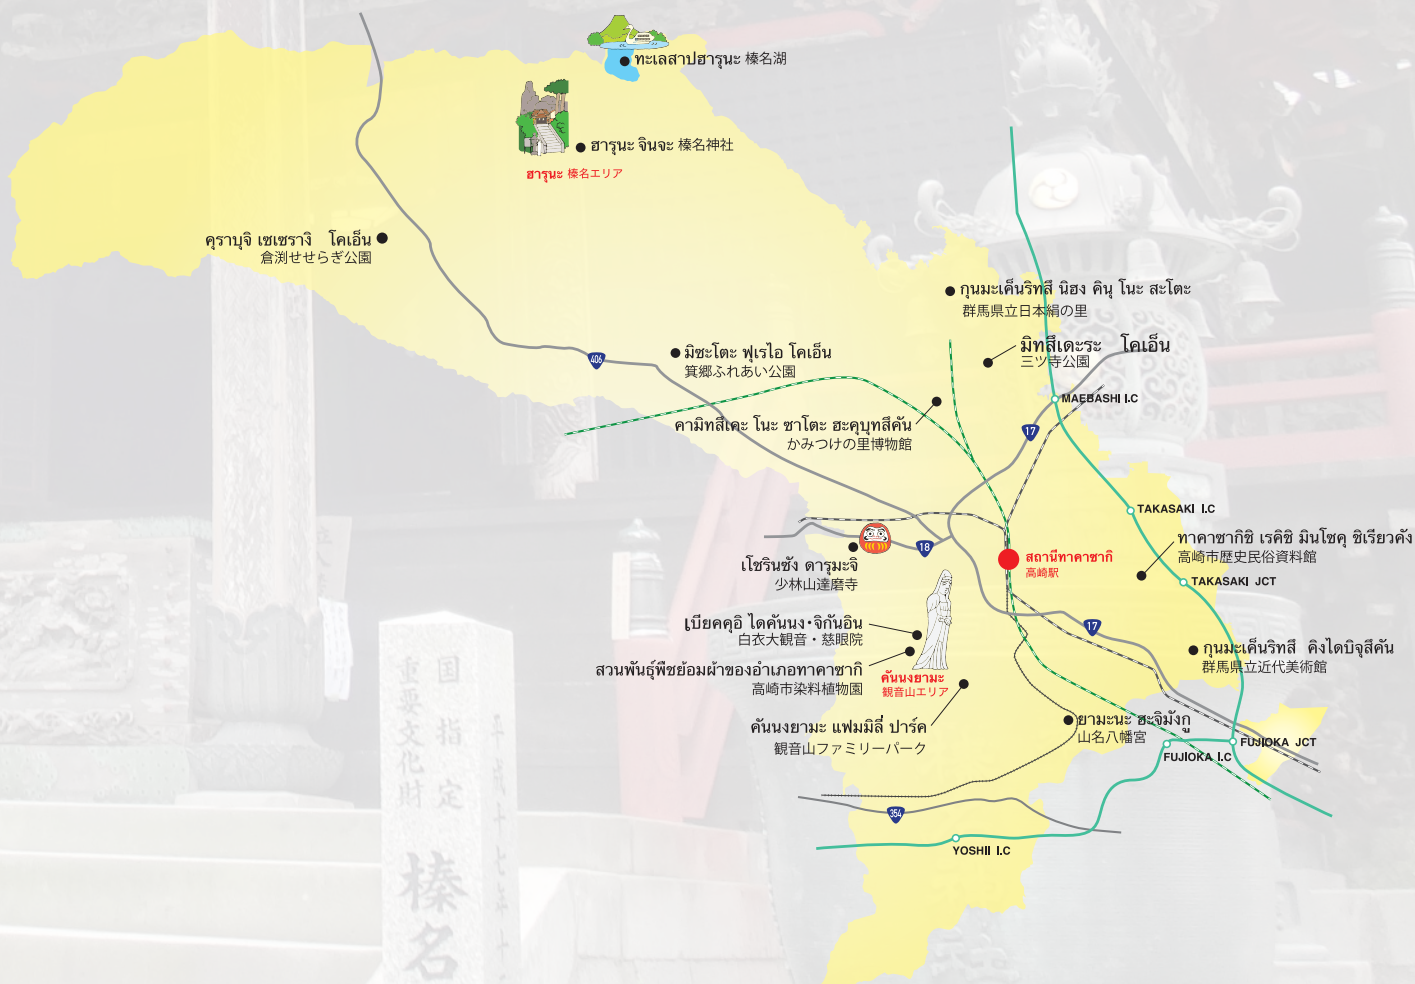 ทะเลสาปฮารุนะ 榛名湖
ฮารุนะ จินจะ 榛名神社
ฮารุนะ 榛名エリア
คุราบุจิ เซเซรางิ โคเอ็น
倉渕せせらぎ公園
กุนมะเค็นริทสึ นิฮง คินุ โนะ สะโตะ
群馬県立日本絹の里
มิทสึเดะระ โคเอ็น
三ツ寺公園
406
มิซะโตะ ฟุเรไอ โคเอ็น
箕郷ふれあい公園
MAEBASHI I.C
คามิทสึเคะ โนะ ซาโตะ ฮะคุบุทสึคัน
かみつけの里博物館
17
TAKASAKI I.C
ทาคาซากิชิ เรคิชิ มินโซคุ ชิเรียวคัง
高崎市歴史民俗資料館
18
สถานีทาคาซากิ
高崎駅
เโชรินซัง ดารุมะจิ
少林山達磨寺
TAKASAKI JCT
เบียคคุอิ ไดคันนง・จิกันอิน
白衣大観音・慈眼院
17
กุนมะเค็นริทสึ คิงไดบิจุสึคัน
群馬県立近代美術館
สวนพันธุ์พืชย้อมผ้าของอำเภอทาคาซากิ
高崎市染料植物園
คันนงยามะ
観音山エリア
คันนงยามะ แฟมมิลี่ ปาร์ค
観音山ファミリーパーク
ยามะนะ ฮะจิมังกู
山名八幡宮
FUJIOKA JCT
FUJIOKA I.C
354
YOSHII I.C
国指定
重要文化財
平成十七年十
榛名